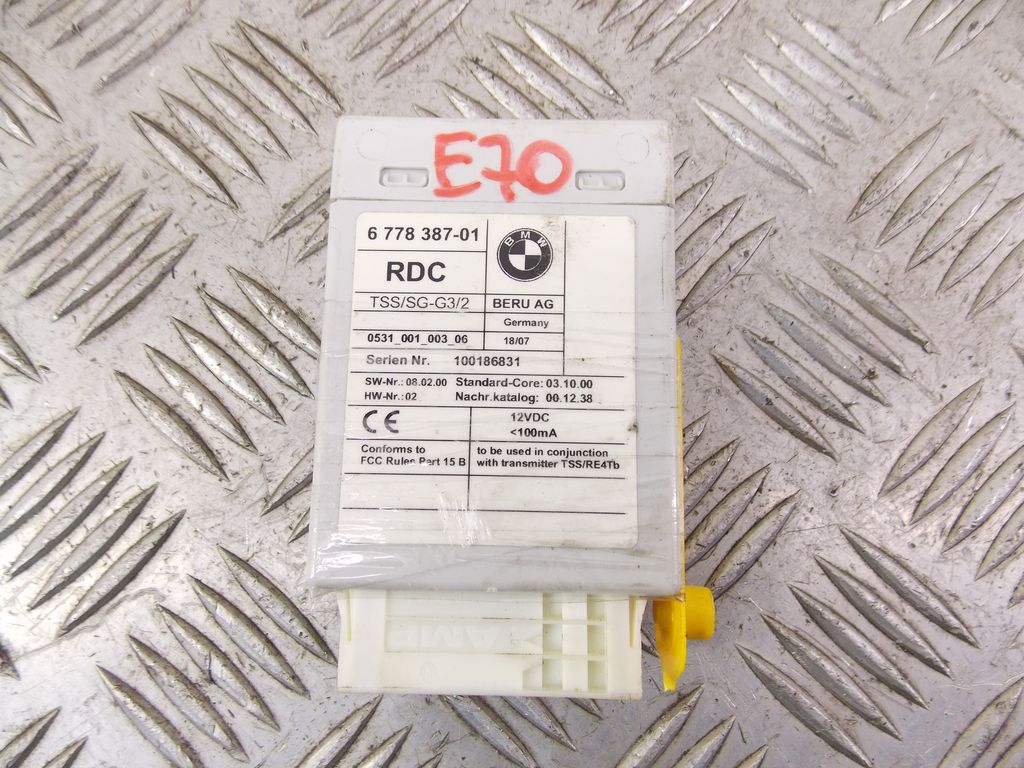 E70
6 778 387-01
BMW
RDC
TSS/SG-G3/2
BERU AG
Germany
0531_001_003_06
18/07
Serien Nr. 100186831
SW-Nr.: 08.02.00 Standard-Core: 03.10.00
HW-Nr.: 02 Nachr.katalog: 00.12.38
CE
12VDC
<100mA
Conforms to
FCC Rules Part 15 B
to be used in conjunction
with transmitter TSS/RE4Tb
AMP